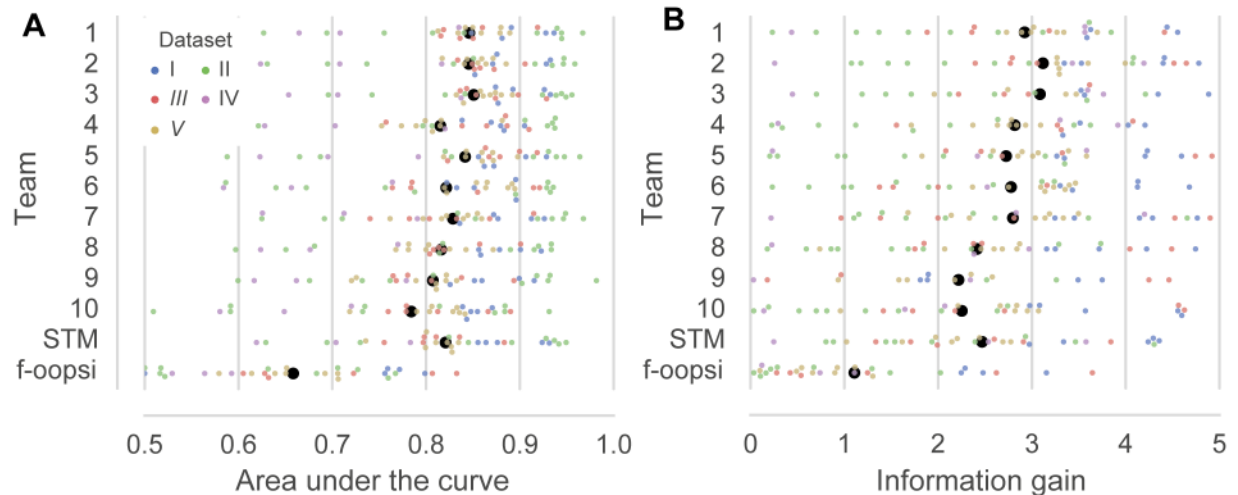 A
B
Dataset
I
II
III
IV
V
Team
1
2
3
4
5
6
7
8
9
10
STM
f-oopsi
0.5 0.6 0.7 0.8 0.9 1.0
Area under the curve
Team
1
2
3
4
5
6
7
8
9
10
STM
f-oopsi
0 1 2 3 4 5
Information gain